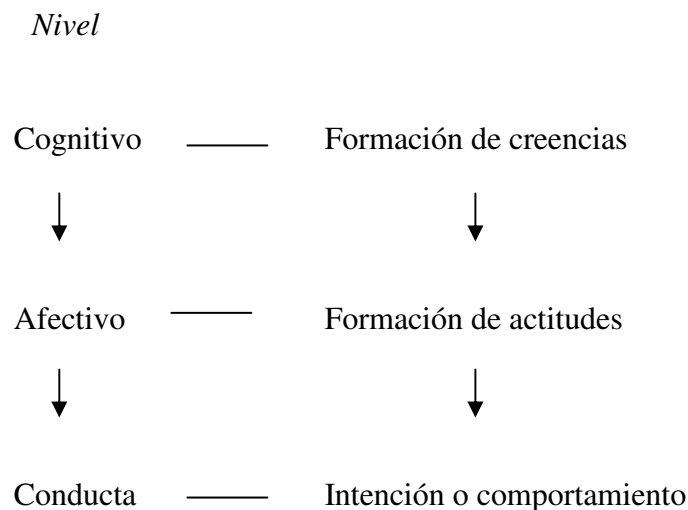 Nivel
Cognitivo Formación de creencias
Afectivo Formación de actitudes
Conducta Intención o comportamiento